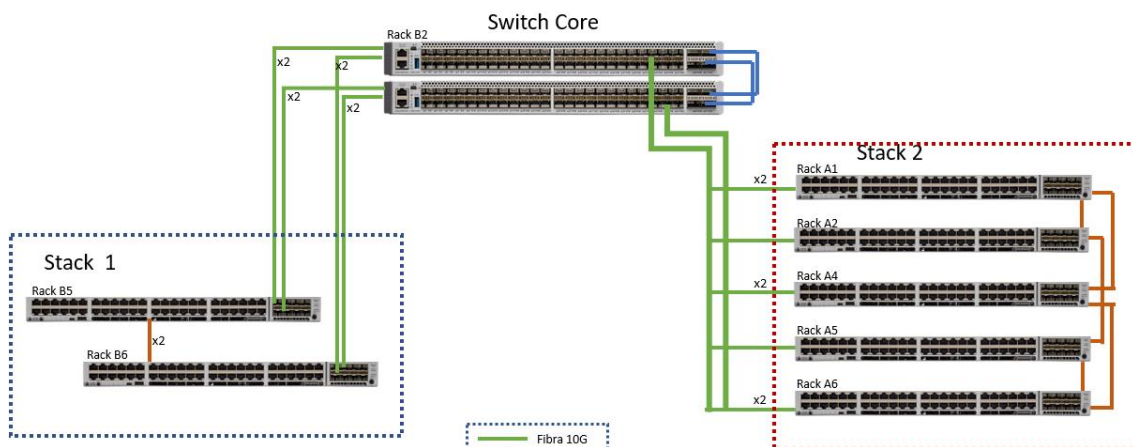 Switch Core
Rack B2
x2
x2
x2
x2
Stack 2
Rack A1
x2
Rack A2
Stack 1
Rack A4
x2
Rack B5
Rack A5
x2
Rack B6
Rack A6
x2
Fibra 10G